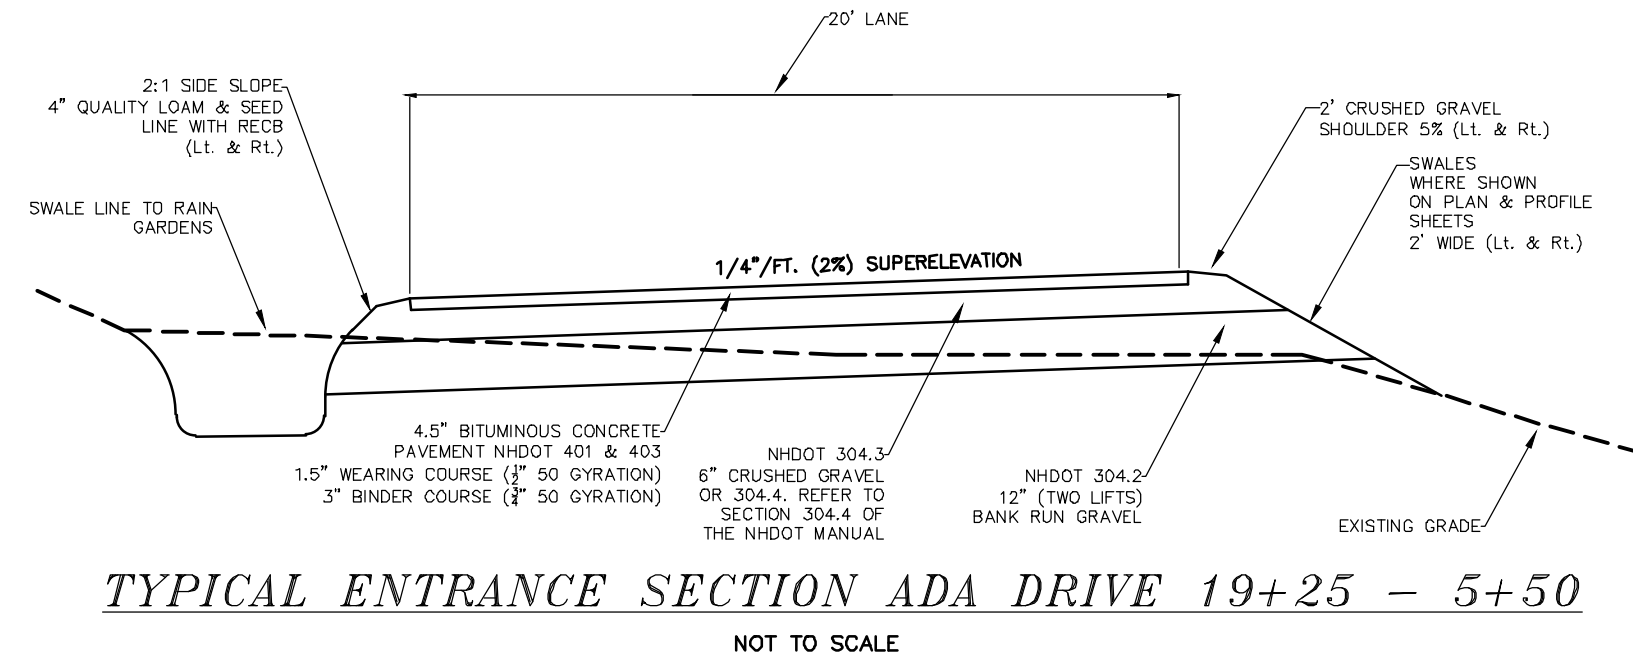 20' LANE
2:1 SIDE SLOPE
4" QUALITY LOAM & SEED
LINE WITH RECB
(Lt. & Rt.)
2' CRUSHED GRAVEL
SHOULDER 5% (Lt. & Rt.)
SWALES
WHERE SHOWN
ON PLAN & PROFILE
SHEETS
2' WIDE (Lt. & Rt.)
SWALE LINE TO RAIN
GARDENS
1/4"/FT. (2%) SUPERELEVATION
4.5" BITUMINOUS CONCRETE
PAVEMENT NHDOT 401 & 403
1.5" WEARING COURSE (1/2" 50 GYRATION)
3" BINDER COURSE (3/4" 50 GYRATION)
NHDOT 304.3
6" CRUSHED GRAVEL
OR 304.4. REFER TO
SECTION 304.4 OF
THE NHDOT MANUAL
NHDOT 304.2
12" (TWO LIFTS)
BANK RUN GRAVEL
EXISTING GRADE
TYPICAL ENTRANCE SECTION ADA DRIVE 19+25 - 5+50
NOT TO SCALE